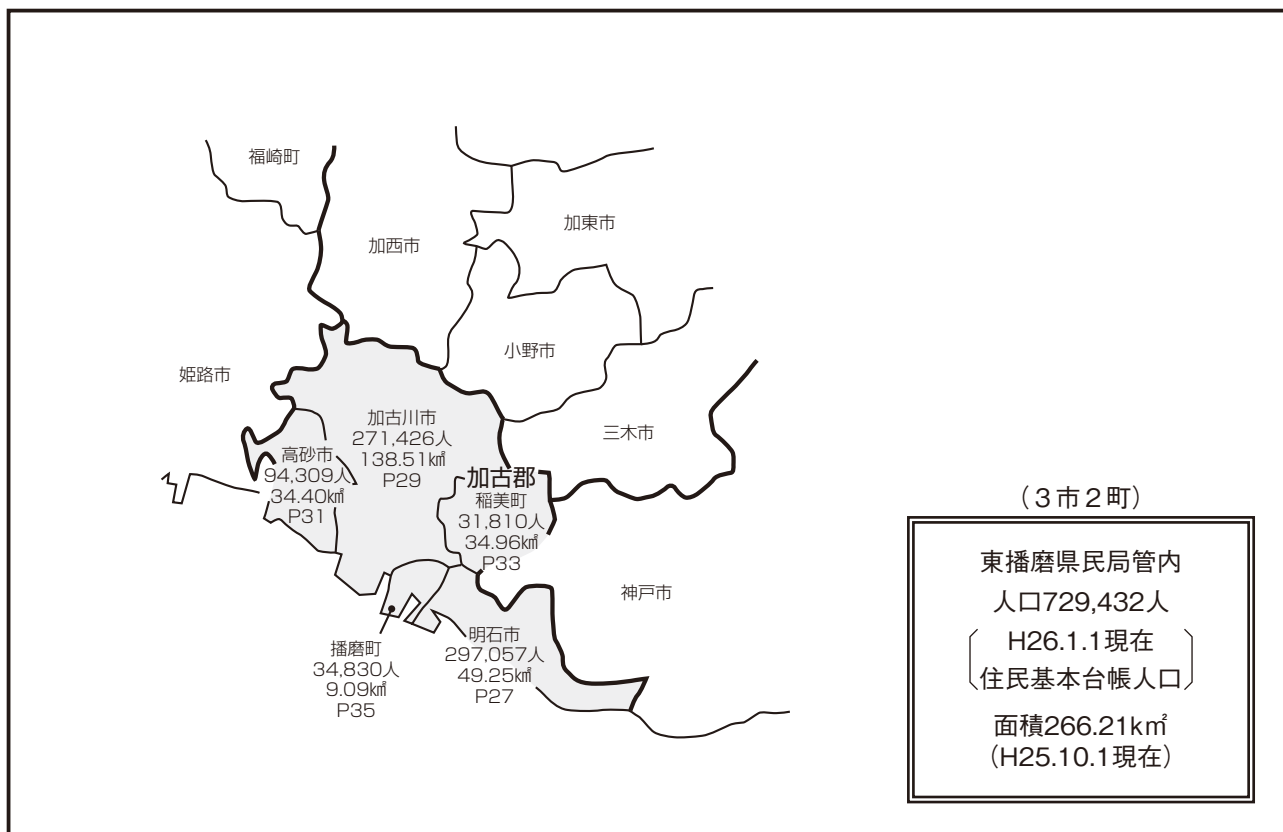 福崎町
加西市
加東市
小野市
姫路市
三木市
加古川市
271,426人
138.51㎢
P29
高砂市
94,309人
34.40㎢
P31
加古郡
稲美町
31,810人
34.96㎢
P33
神戸市
播磨町
34,830人
9.09㎢
P35
明石市
297,057人
49.25㎢
P27
（3市2町）
東播磨県民局管内
人口729,432人
H26.1.1現在
住民基本台帳人口
面積266.21k㎡
（H25.10.1現在）